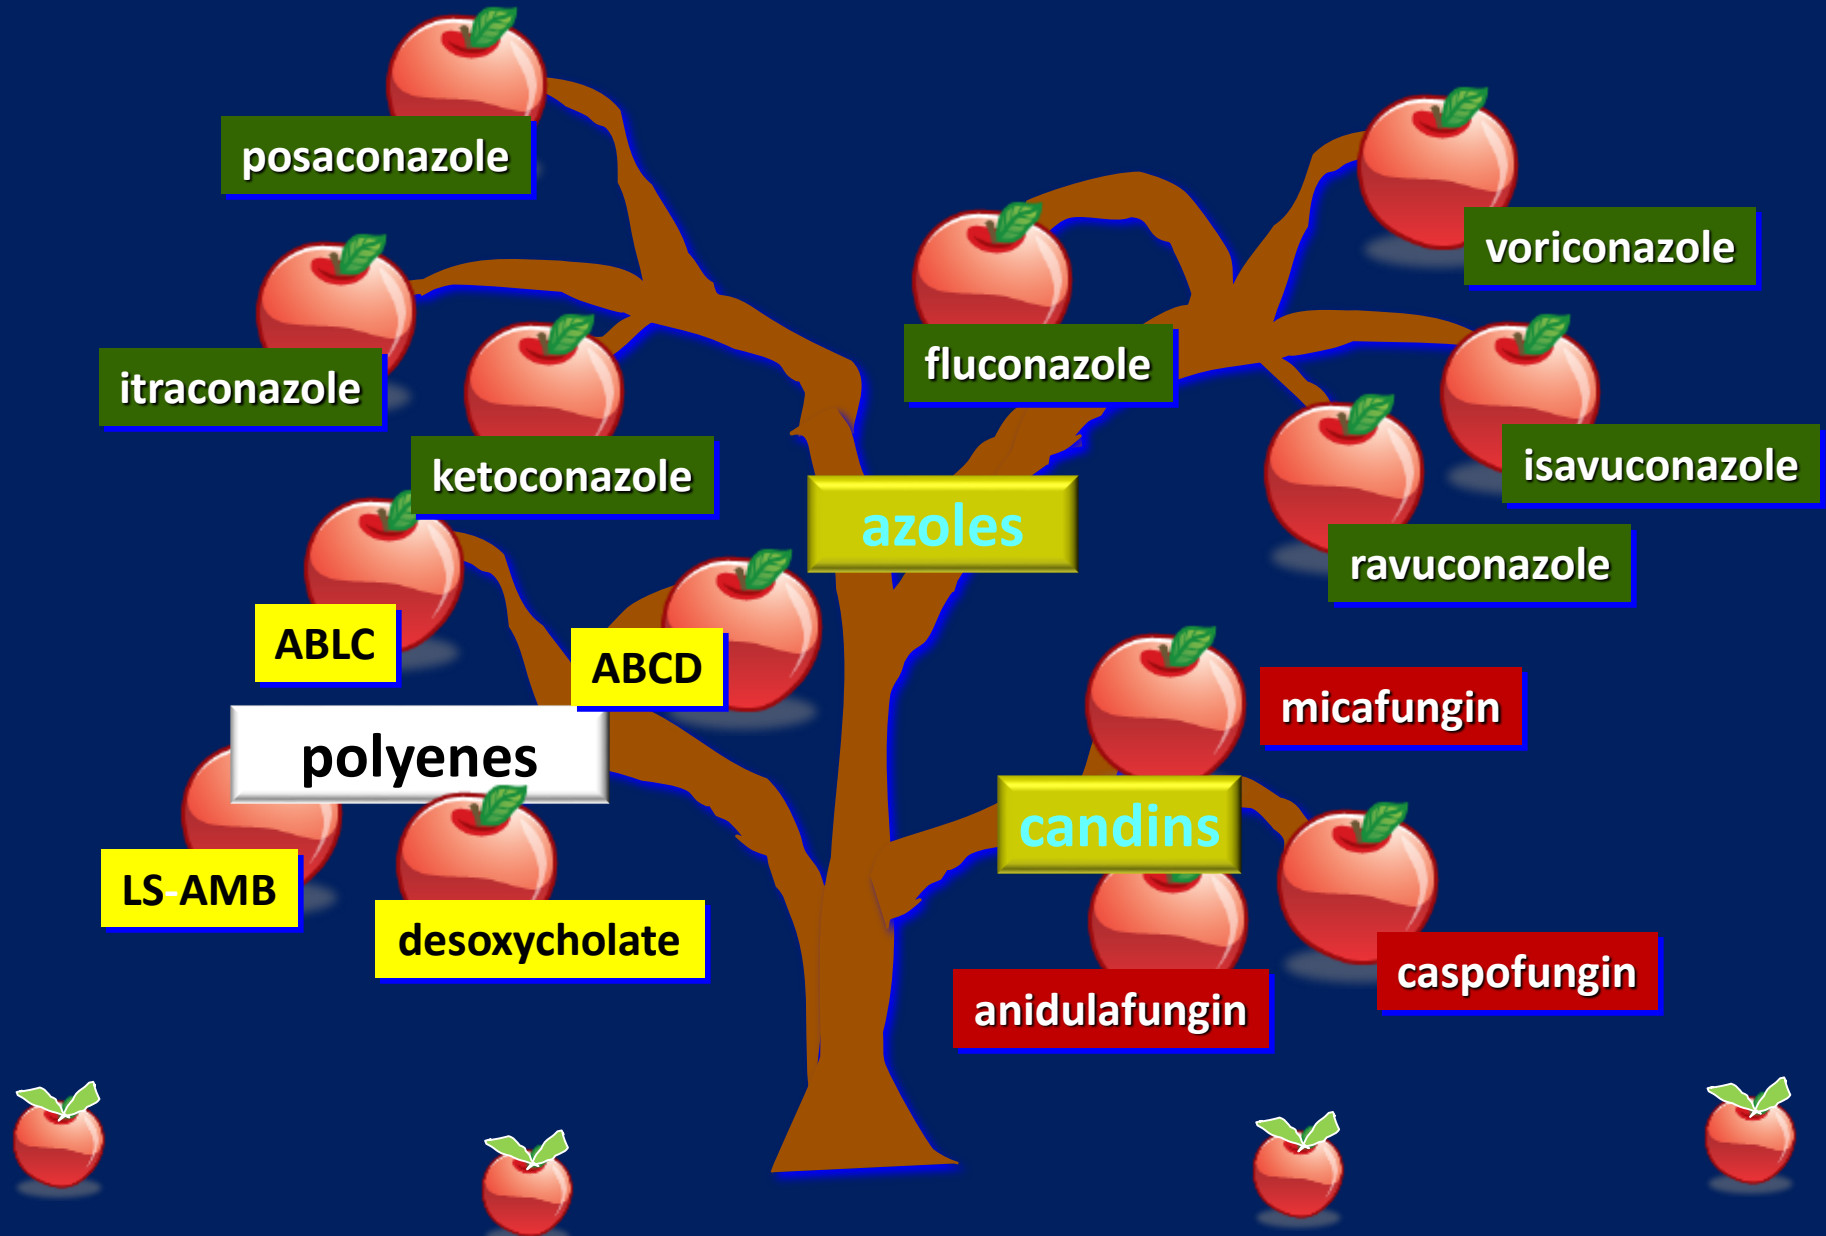 posaconazole
voriconazole
fluconazole
itraconazole
ketoconazole
isavuconazole
azoles
ravuconazole
ABLC
ABCD
micafungin
polyenes
candins
LS-AMB
desoxycholate
caspofungin
anidulafungin